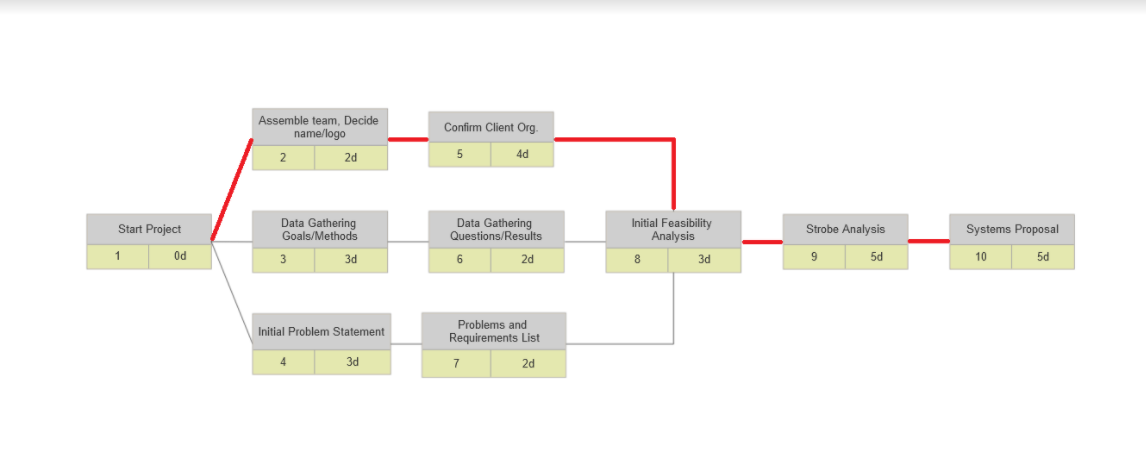 Assemble team, Decide
name/logo
2 2d
Confirm Client Org.
5 4d
Start Project
1 0d
Data Gathering
Goals/Methods
3 3d
Data Gathering
Questions/Results
6 2d
Initial Feasibility
Analysis
8 3d
Strobe Analysis
9 5d
Systems Proposal
10 5d
Initial Problem Statement
4 3d
Problems and
Requirements List
7 2d